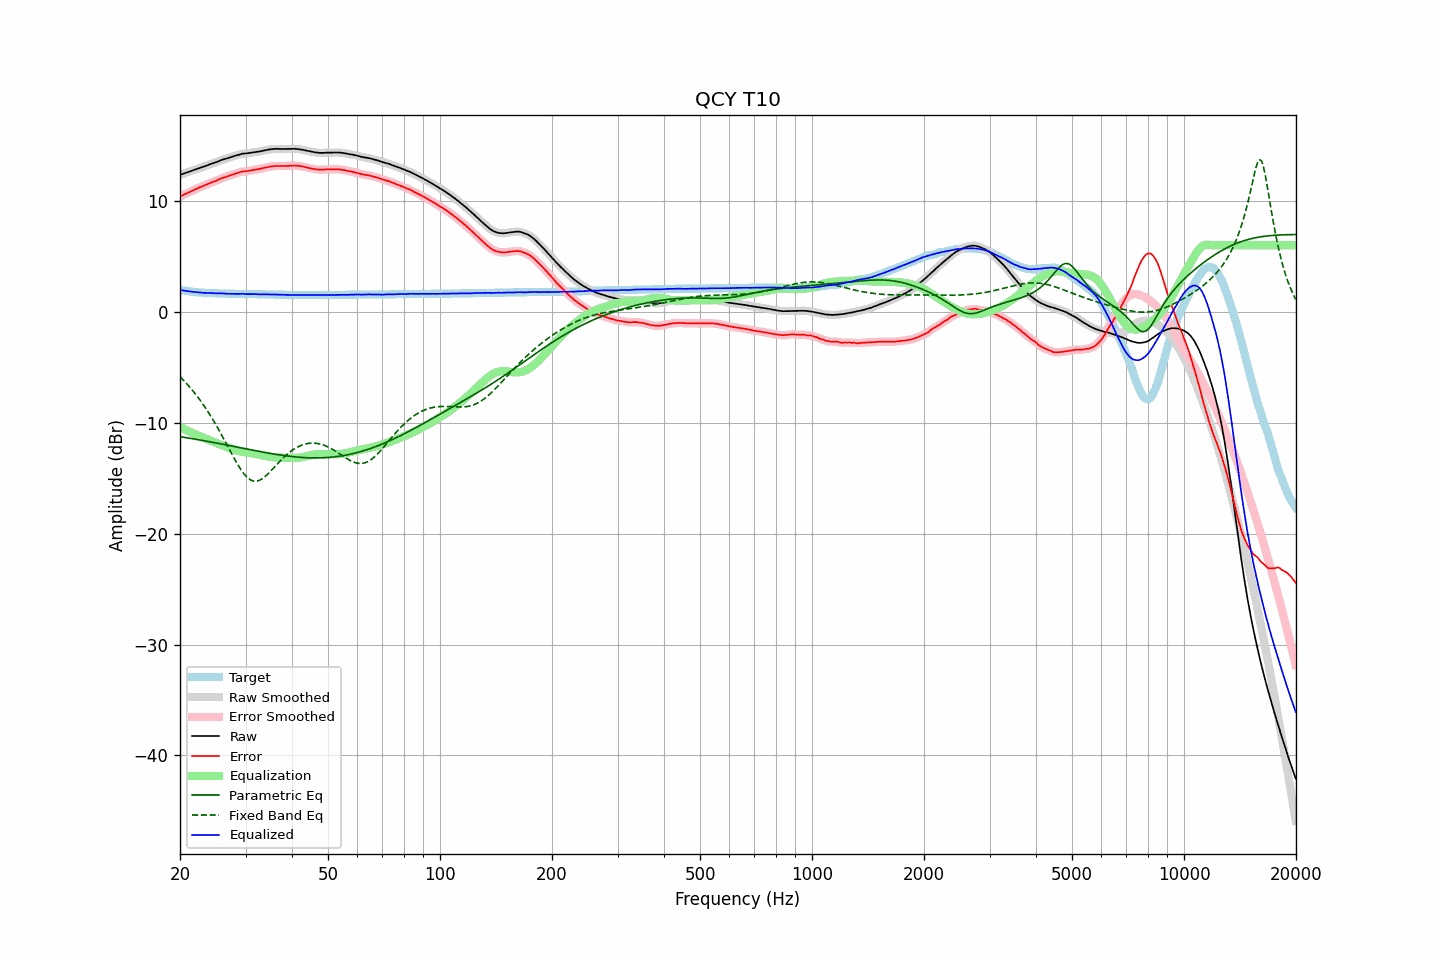 QCY T10
10
0
−10
−20
−30
−40
Amplitude (dBr)
Target
Raw Smoothed
Error Smoothed
Raw
Error
Equalization
Parametric Eq
Fixed Band Eq
Equalized
20 50 100 200 500 1000 2000 5000 10000 20000
Frequency (Hz)